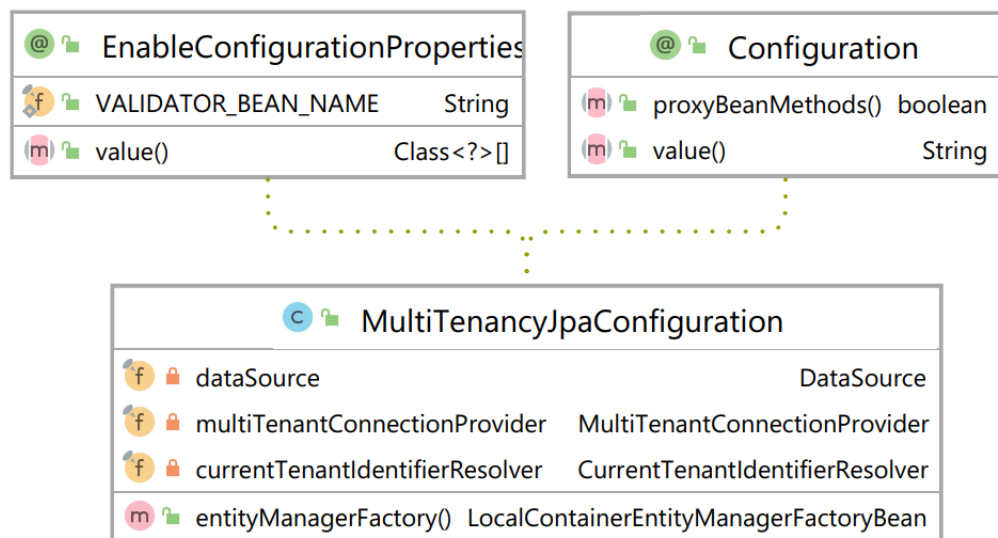 @ EnableConfigurationProperties
f VALIDATOR_BEAN_NAME String
m value() Class<?>[]
@ Configuration
m proxyBeanMethods() boolean
m value() String
C MultiTenancyJpaConfiguration
f dataSource DataSource
f multiTenantConnectionProvider MultiTenantConnectionProvider
f currentTenantIdentifierResolver CurrentTenantIdentifierResolver
m entityManagerFactory() LocalContainerEntityManagerFactoryBean